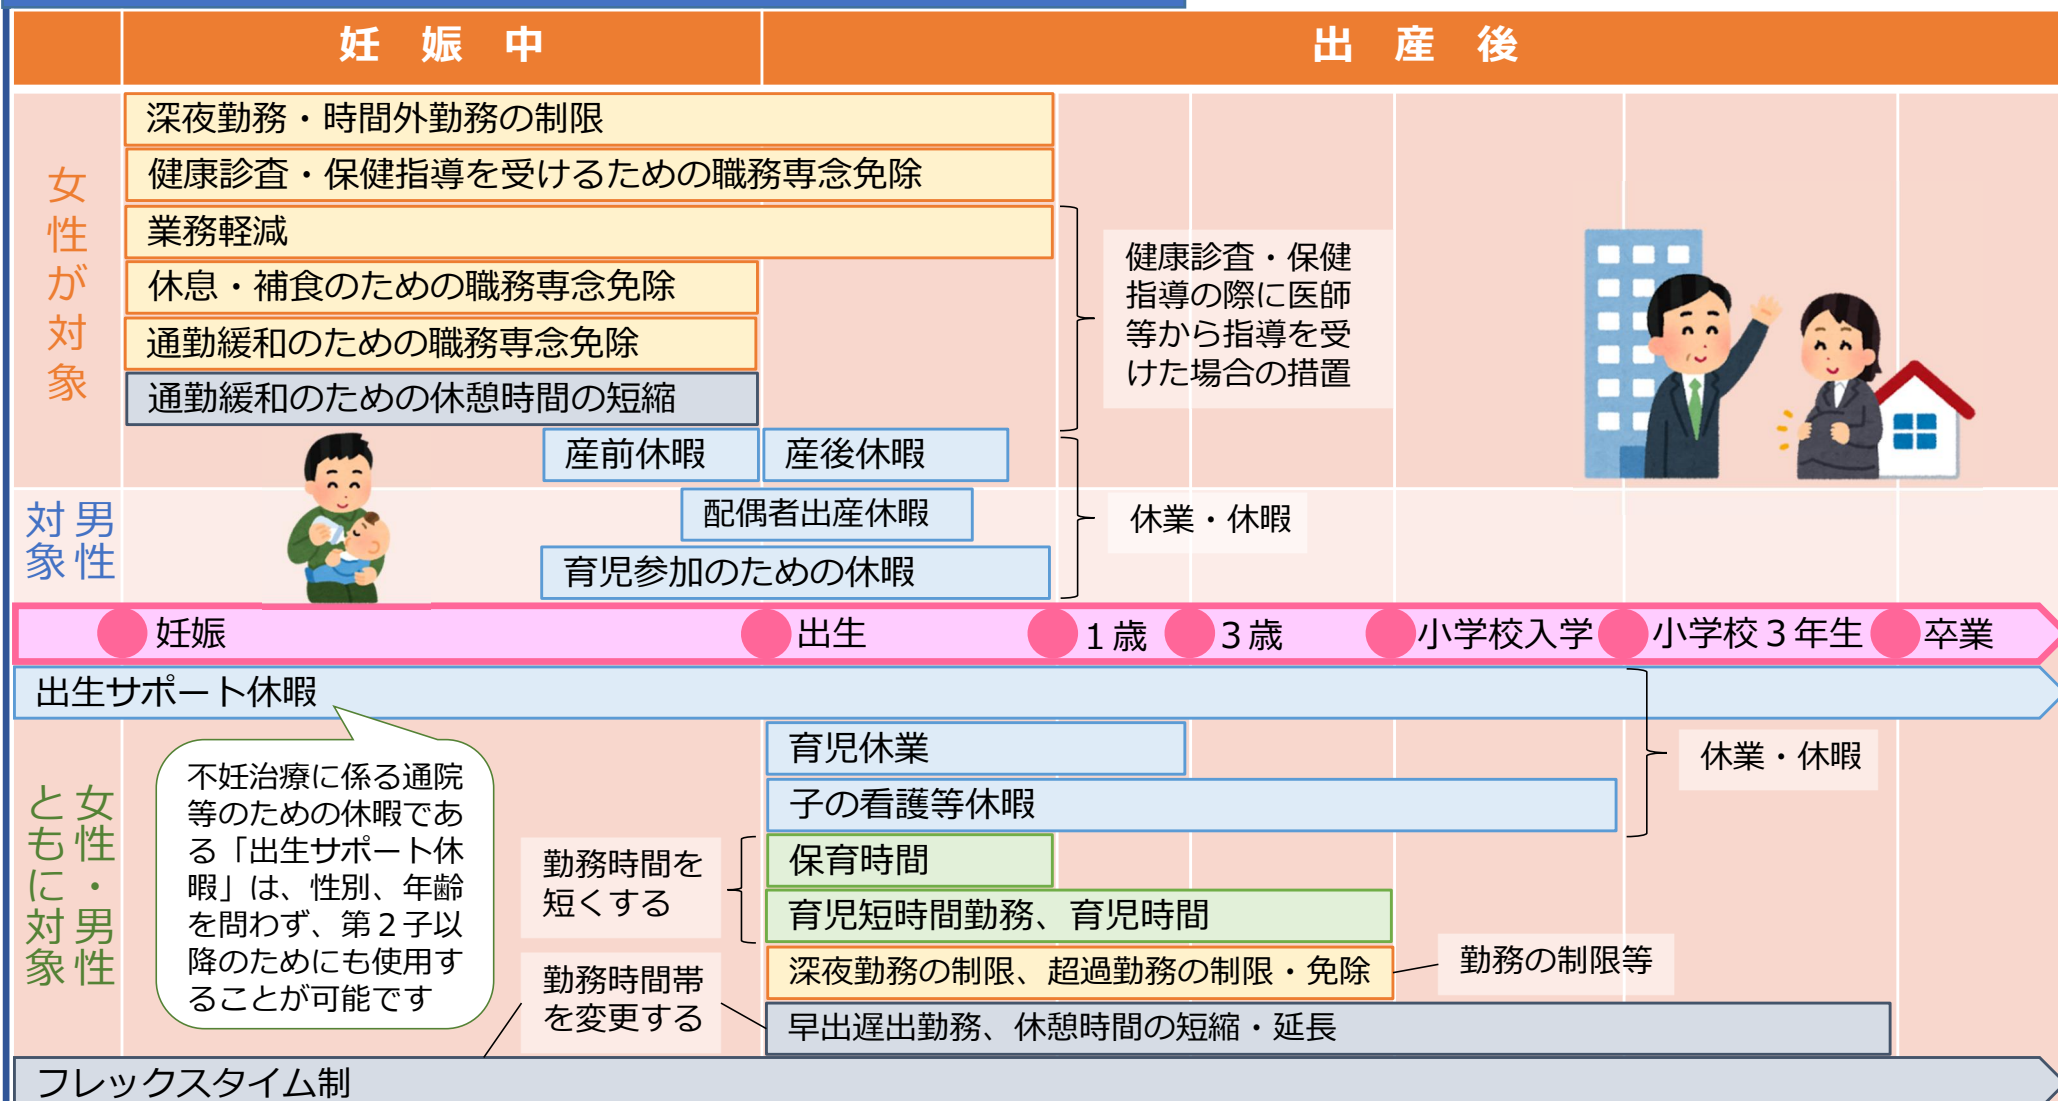 妊娠中
出産後
女性が対象
深夜勤務・時間外勤務の制限
健康診査・保健指導を受けるための職務専念免除
業務軽減
休息・補食のための職務専念免除
通勤緩和のための職務専念免除
通勤緩和のための休憩時間の短縮
健康診査・保健
指導の際に医師
等から指導を受
けた場合の措置
産前休暇
産後休暇
男性
対象
配偶者出産休暇
育児参加のための休暇
休業・休暇
妊娠
出生
１歳
３歳
小学校入学
小学校３年生
卒業
出生サポート休暇
不妊治療に係る通院
等のための休暇であ
る「出生サポート休
暇」は、性別、年齢
を問わず、第２子以
降のためにも使用す
ることが可能です
女性・男性
ともに対象
育児休業
子の看護等休暇
休業・休暇
勤務時間を
短くする
保育時間
育児短時間勤務、育児時間
深夜勤務の制限、超過勤務の制限・免除
勤務の制限等
勤務時間帯
を変更する
早出遅出勤務、休憩時間の短縮・延長
フレックスタイム制